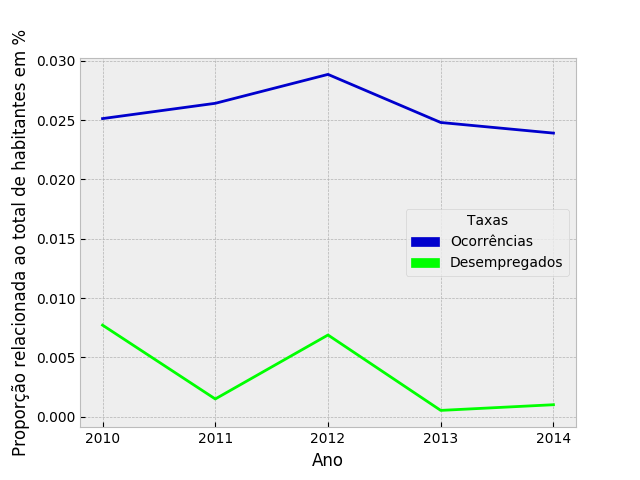 Proporção relacionada ao total de habitantes em %
0.030
0.025
0.020
0.015
0.010
0.005
0.000
Taxas
Ocorrências
Desempregados
2010 2011 2012 2013 2014
Ano